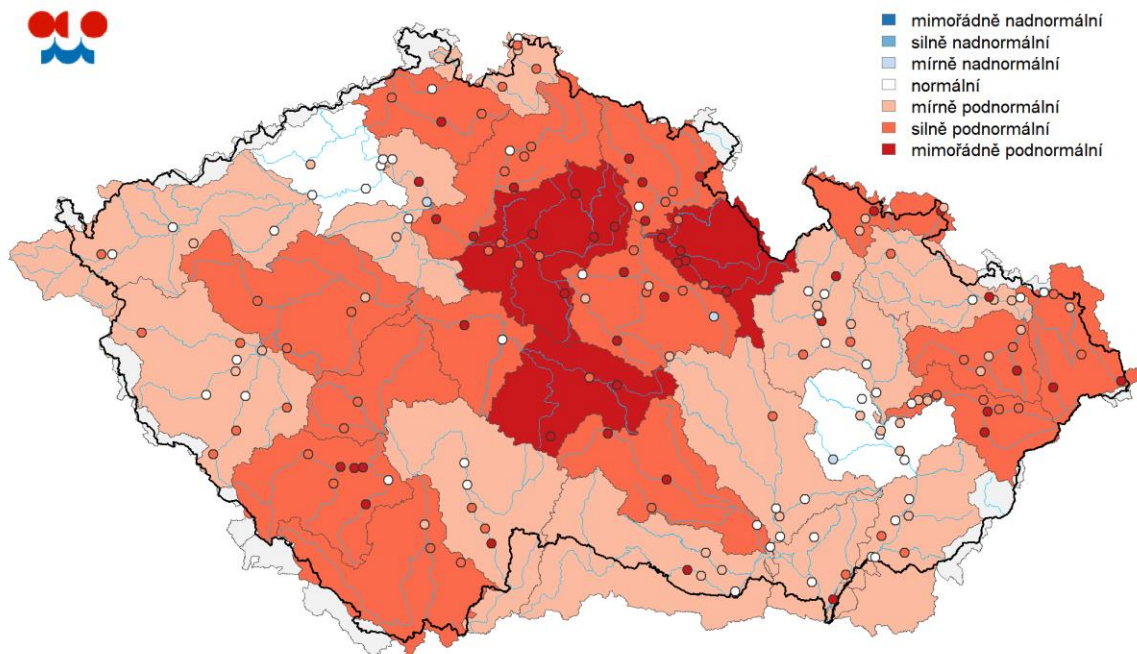 mimořádně nadnormální
silně nadnormální
mírně nadnormální
normální
mírně podnormální
silně podnormální
mimořádně podnormální